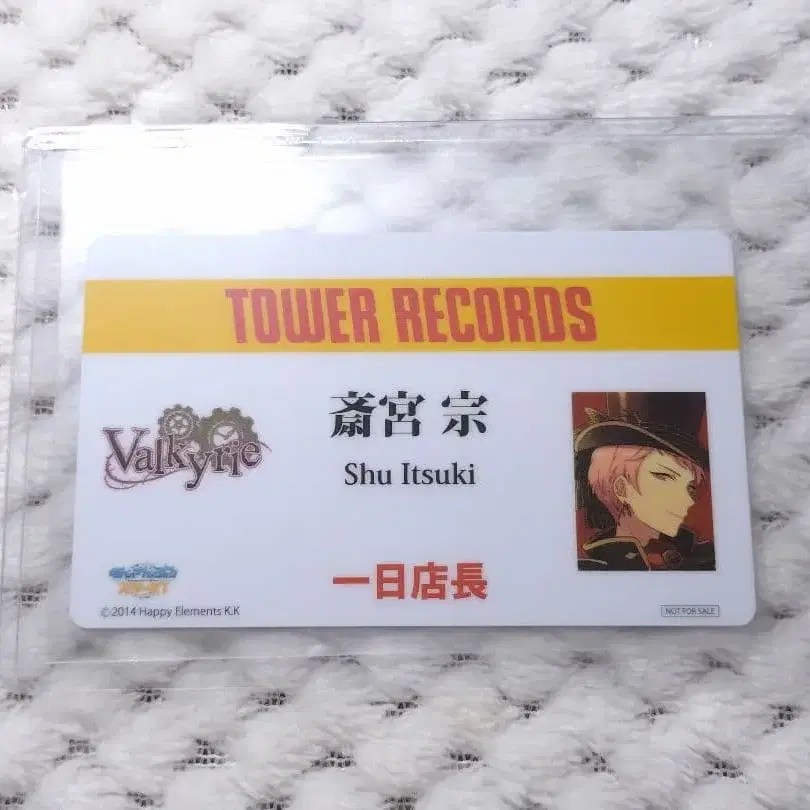 TOWER RECORDS
Valkyrie
斎宮 宗
Shu Itsuki
一日店長
©2014 Happy Elements K.K
NOT FOR SALE